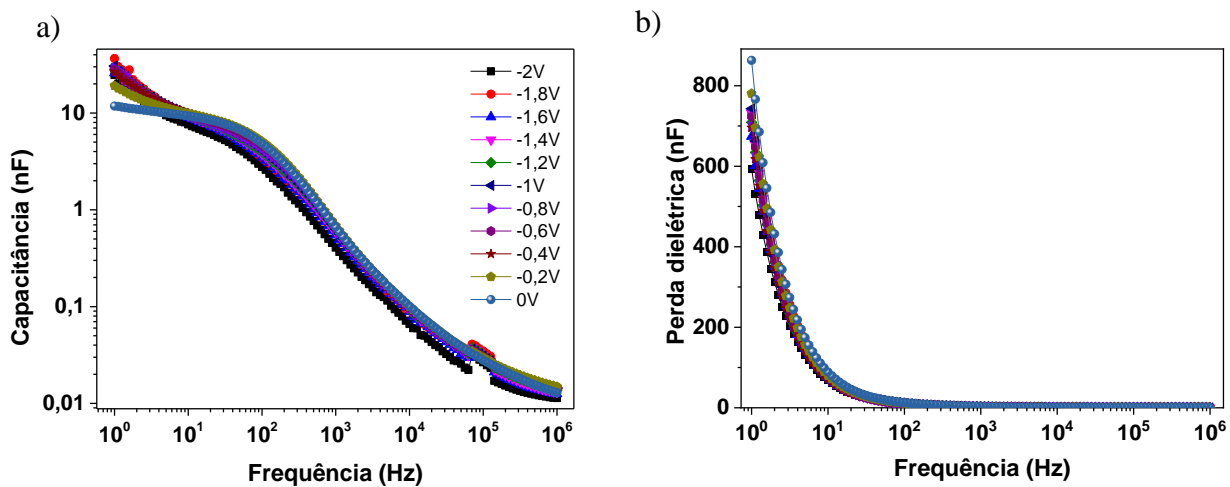 a)
Capacitância (nF)
10
1
0,1
0,01
10⁰ 10¹ 10² 10³ 10⁴ 10⁵ 10⁶
Frequência (Hz)
-2V
-1,8V
-1,6V
-1,4V
-1,2V
-1V
-0,8V
-0,6V
-0,4V
-0,2V
0V
b)
Perda dielétrica (nF)
800
600
400
200
0
10⁰ 10¹ 10² 10³ 10⁴ 10⁵ 10⁶
Frequência (Hz)